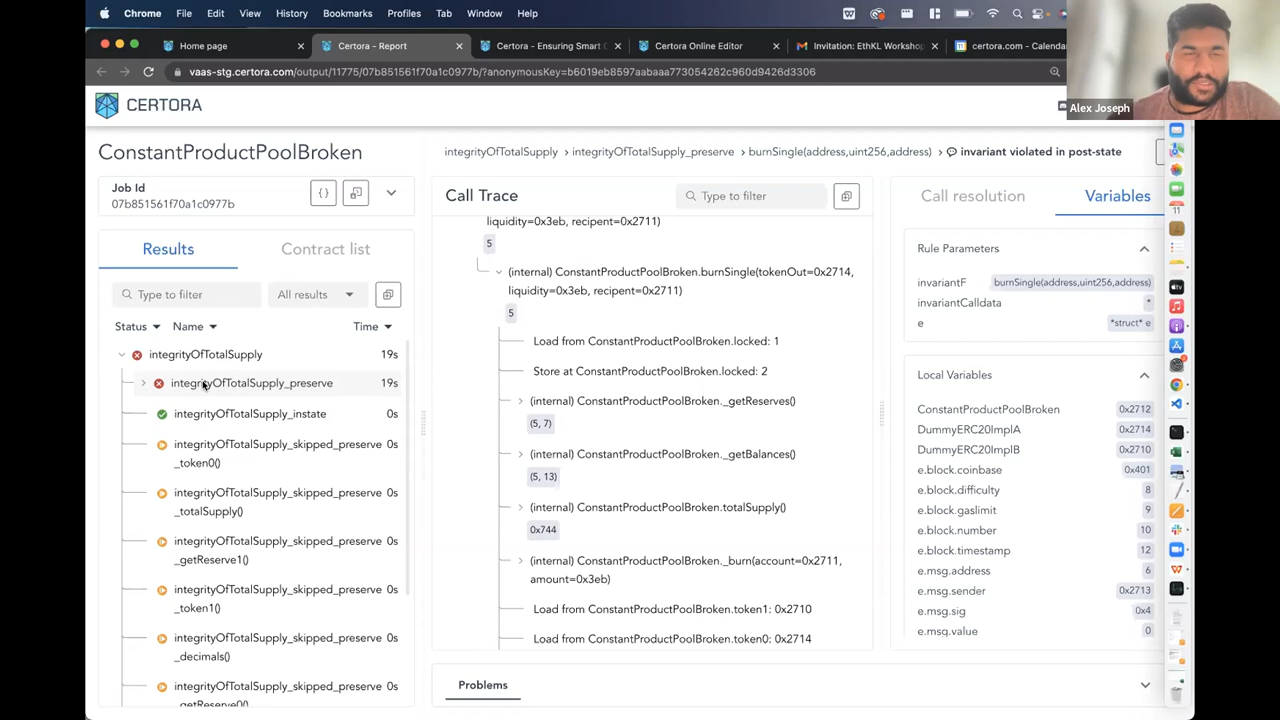 Chrome File Edit View History Bookmarks Profiles Tab Window Help
Home page
Certora - Report
Certora - Ensuring Smart C
Certora Online Editor
Invitation: EthKL Workshop
certora.com - Calenda
vaas-stg.certora.com/output/11775/07b851561f70a1c0977b/?anonymousKey=b6019eb8597aabaaa773054262c960d9426d3306
Alex Joseph
CERTORA
ConstantProductPoolBroken
Job Id
07b851561f70a1c0977b
{}
Results
Contract list
Type to filter
All results
Status Name Time
integrityOfTotalSupply 19s
integrityOfTotalSupply_preserve 19s
integrityOfTotalSupply_instate 0s
integrityOfTotalSupply_skipped_preserve 0s
_token0()
integrityOfTotalSupply_skipped_preserve 0s
_totalSupply()
integrityOfTotalSupply_skipped_preserve 0s
_getReserve1()
integrityOfTotalSupply_skipped_preserve 0s
_token1()
integrityOfTotalSupply_skipped_preserve 0s
_decimals()
integrityOfTotalSupply_skipped_preserve 0s
integrityOfTotalSupply > integrityOfTotalSupply_preserve > burnSingle(address,uint256,address) > invariant violated in post-state
Call Trace
Type to filter
liquidity=0x3eb, recipent=0x2711)
5
(internal) ConstantProductPoolBroken.burnSingle(tokenOut=0x2714,
liquidity=0x3eb, recipent=0x2711)
5
Load from ConstantProductPoolBroken.locked: 1
Store at ConstantProductPoolBroken.locked: 2
(internal) ConstantProductPoolBroken._getReserves()
(5, 7)
(internal) ConstantProductPoolBroken._getBalances()
(5, 13)
(internal) ConstantProductPoolBroken.totalSupply()
0x744
(internal) ConstantProductPoolBroken._burn(account=0x2711,
amount=0x3eb)
Load from ConstantProductPoolBroken.token1: 0x2710
Load from ConstantProductPoolBroken.token0: 0x2714
Problems
Call resolution
Variables
Rule Parameters
invariantF burnSingle(address,uint256,address)
invariantCalldata *
*struct* e
Local Variables
ConstantProductPoolBroken 0x2712
DummyERC20ImplA 0x2714
DummyERC20ImplB 0x2710
e.block.coinbase 0x401
e.block.difficulty 8
e.block.gaslimit 9
e.block.number 10
e.block.timestamp 12
e.msg.address 6
e.msg.sender 0x2713
e.msg.sig 0x4
e.msg.value 0
11
tv